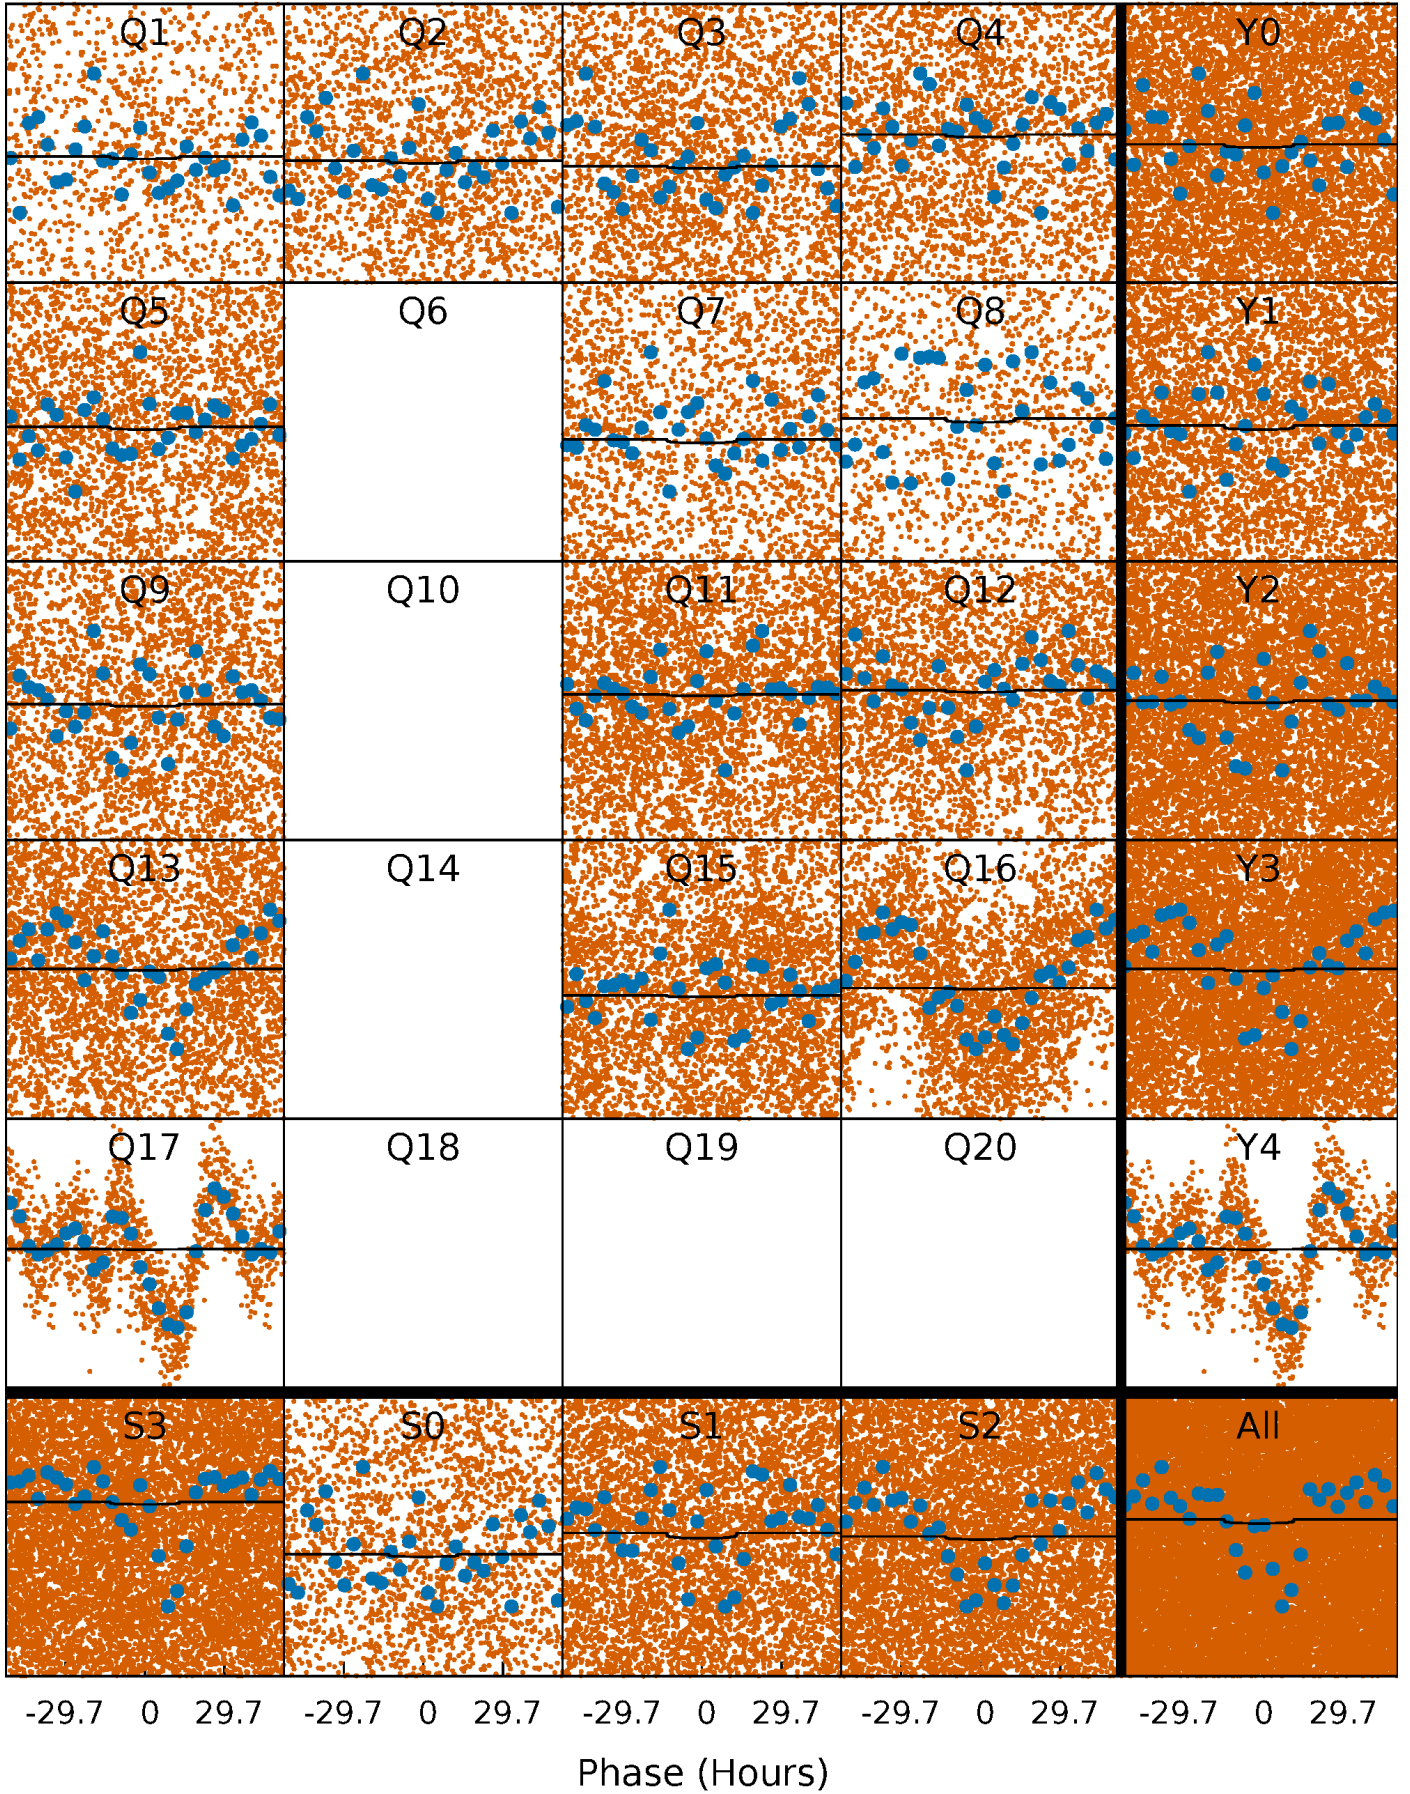 Q1 Q2 Q3 Q4 Y0
Q5 Q6 Q7 Q8 Y1
Q9 Q10 Q11 Q12 Y2
Q13 Q14 Q15 Q16 Y3
Q17 Q18 Q19 Q20 Y4
S3 S0 S1 S2 All
-29.7 0 29.7 -29.7 0 29.7 -29.7 0 29.7 -29.7 0 29.7 -29.7 0 29.7
Phase (Hours)